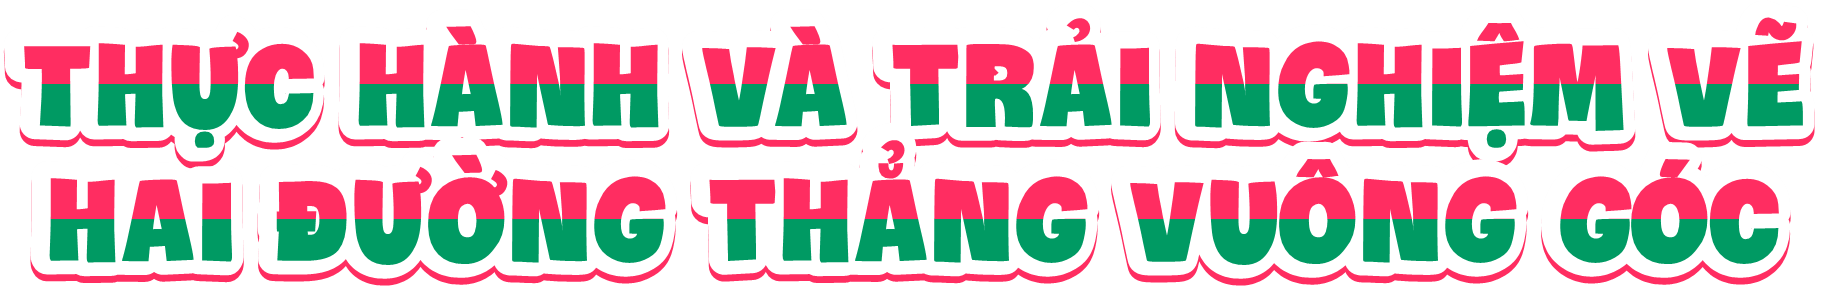 THỰC HÀNH VÀ TRẢI NGHIỆM VẼ
HAI ĐƯỜNG THẲNG VUÔNG GÓC